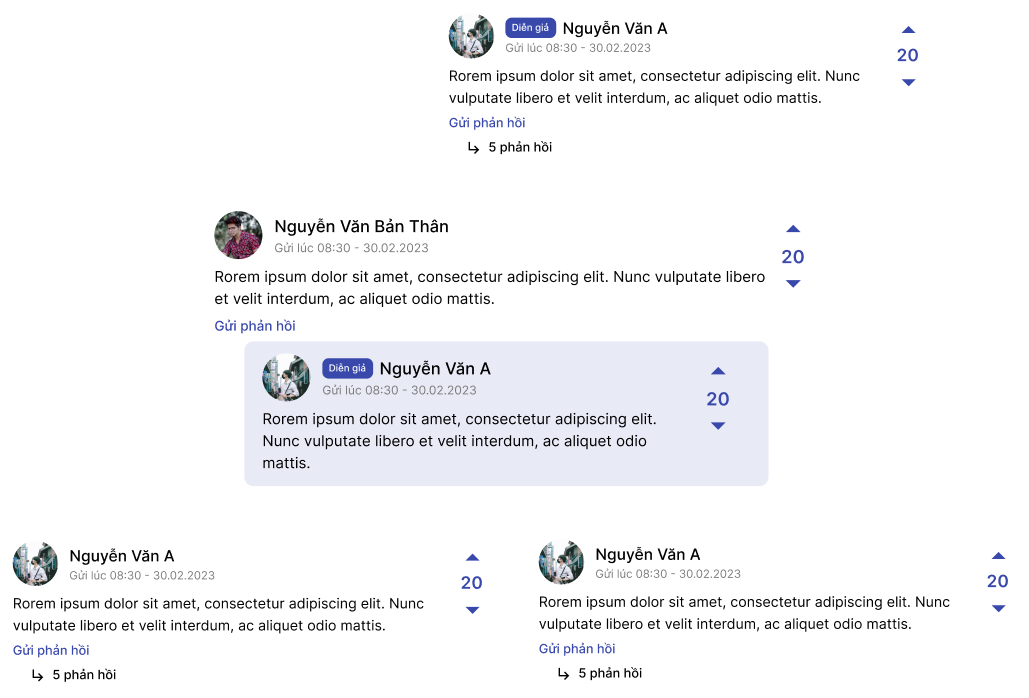 Diễn giả Nguyễn Văn A
Gửi lúc 08:30 - 30.02.2023
20
Rorem ipsum dolor sit amet, consectetur adipiscing elit. Nunc
vulputate libero et velit interdum, ac aliquet odio mattis.
Gửi phản hồi
5 phản hồi
Nguyễn Văn Bản Thân
Gửi lúc 08:30 - 30.02.2023
20
Rorem ipsum dolor sit amet, consectetur adipiscing elit. Nunc vulputate libero
et velit interdum, ac aliquet odio mattis.
Gửi phản hồi
Diễn giả Nguyễn Văn A
Gửi lúc 08:30 - 30.02.2023
20
Rorem ipsum dolor sit amet, consectetur adipiscing elit.
Nunc vulputate libero et velit interdum, ac aliquet odio
mattis.
Nguyễn Văn A
Gửi lúc 08:30 - 30.02.2023
20
Rorem ipsum dolor sit amet, consectetur adipiscing elit. Nunc
vulputate libero et velit interdum, ac aliquet odio mattis.
Gửi phản hồi
5 phản hồi
Nguyễn Văn A
Gửi lúc 08:30 - 30.02.2023
20
Rorem ipsum dolor sit amet, consectetur adipiscing elit. Nunc
vulputate libero et velit interdum, ac aliquet odio mattis.
Gửi phản hồi
5 phản hồi